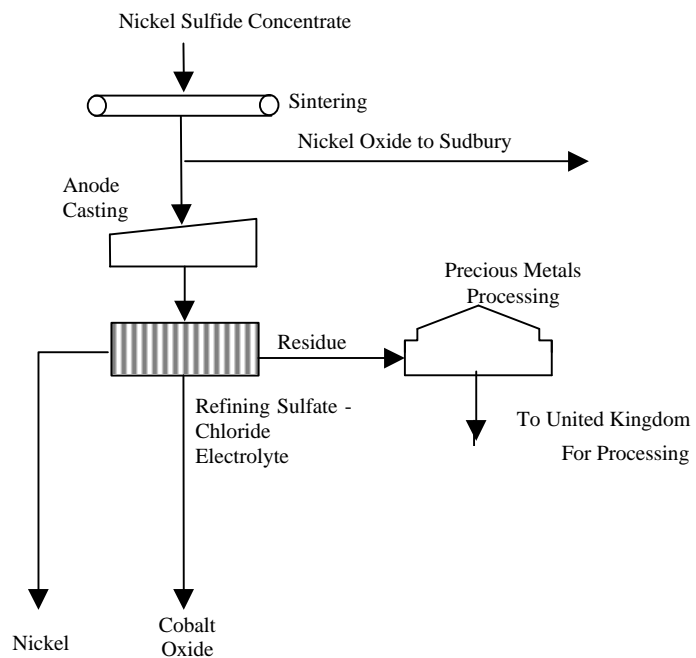 Nickel Sulfide Concentrate
Sintering
Nickel Oxide to Sudbury
Anode
Casting
Precious Metals
Processing
Residue
Refining Sulfate -
Chloride
Electrolyte
To United Kingdom
For Processing
Nickel
Cobalt
Oxide